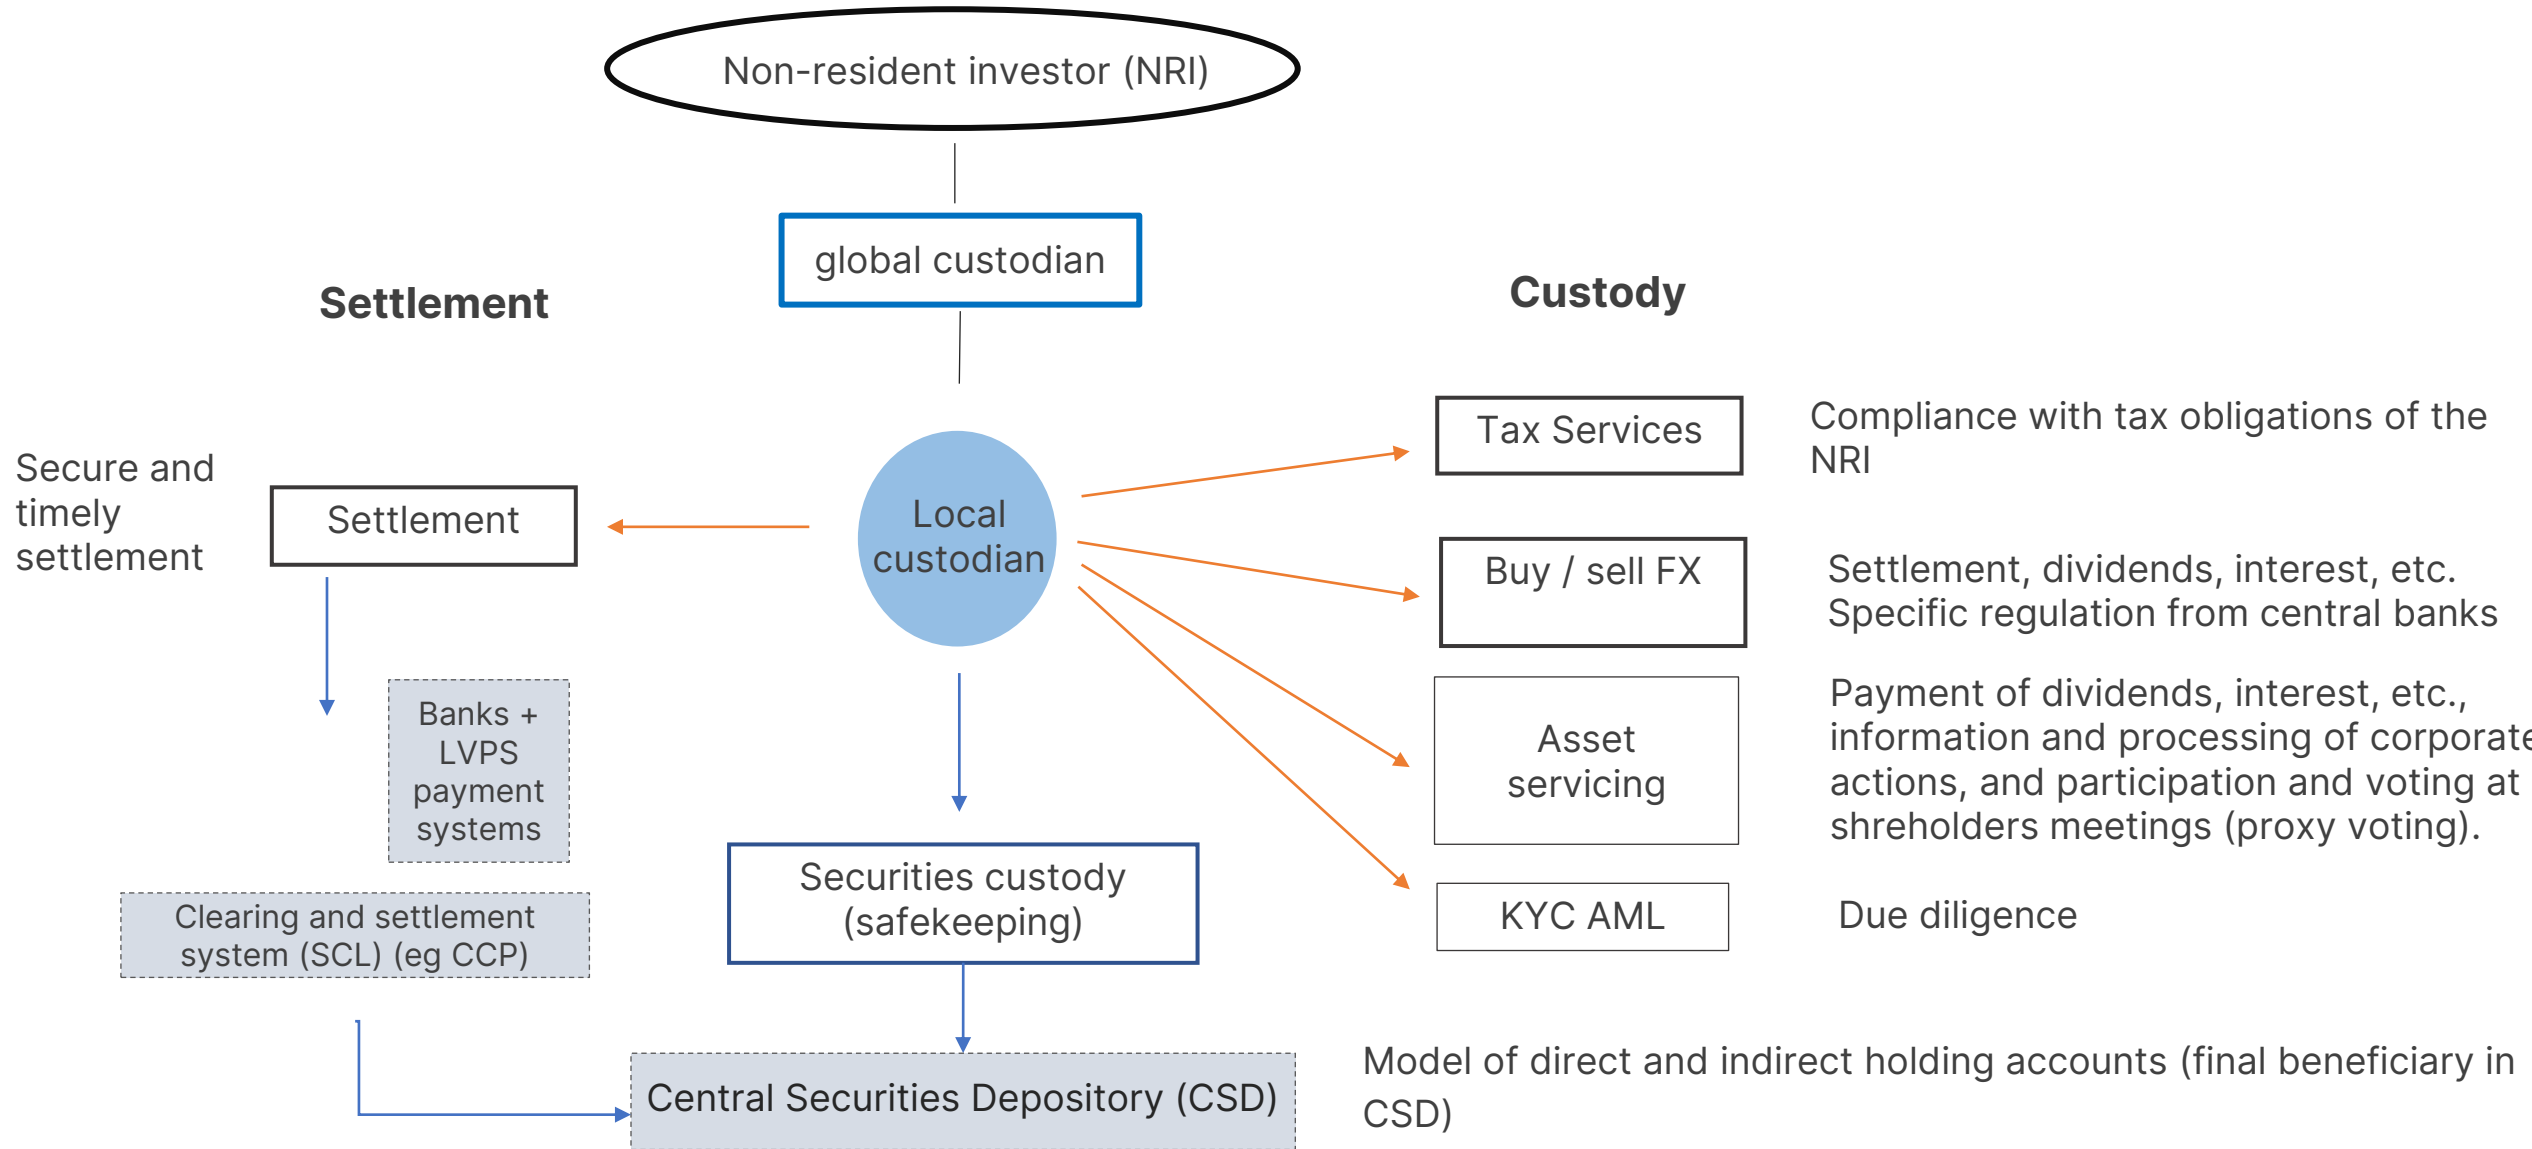 Non-resident investor (NRI)
global custodian
Settlement
Custody
Secure and
timely
settlement
Settlement
Local
custodian
Tax Services
Compliance with tax obligations of the
NRI
Buy / sell FX
Settlement, dividends, interest, etc.
Specific regulation from central banks
Banks +
LVPS
payment
systems
Asset
servicing
Payment of dividends, interest, etc.,
information and processing of corporate
actions, and participation and voting at
shreholders meetings (proxy voting).
Securities custody
(safekeeping)
Clearing and settlement
system (SCL) (eg CCP)
KYC AML
Due diligence
Central Securities Depository (CSD)
Model of direct and indirect holding accounts (final beneficiary in
CSD)